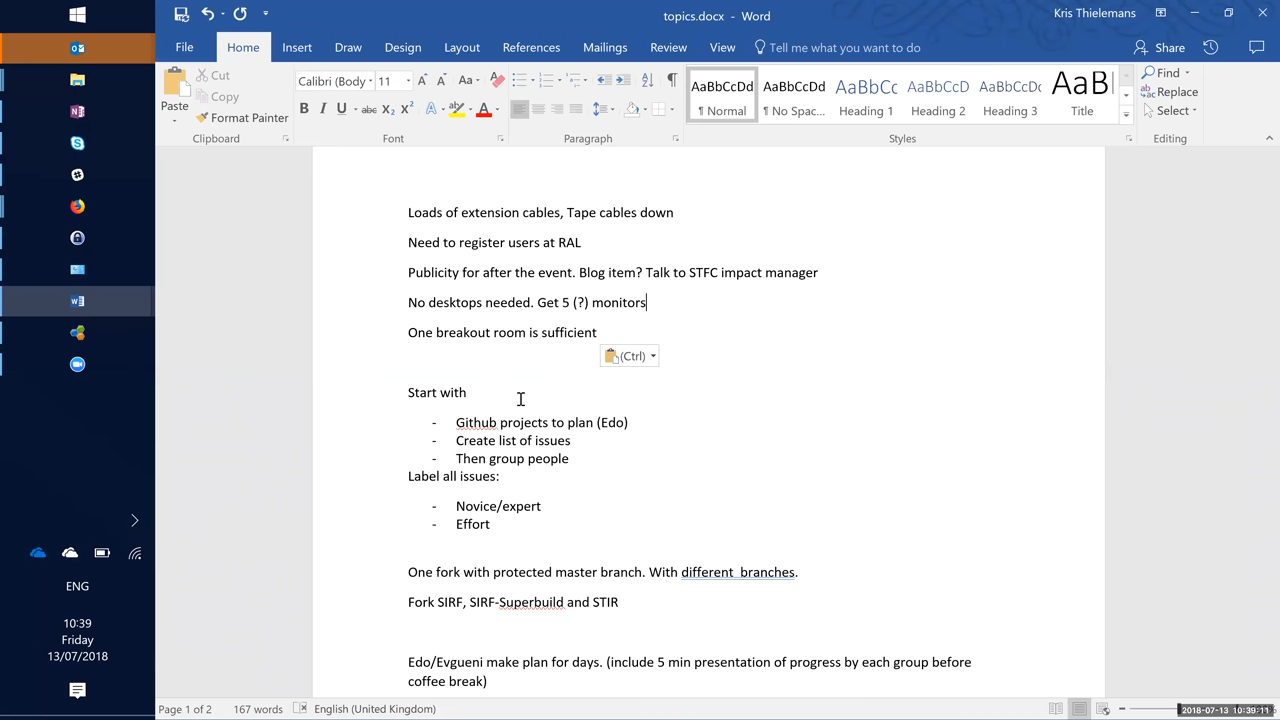 topics.docx - Word
Kris Thielemans
File
Home
Insert
Draw
Design
Layout
References
Mailings
Review
View
Tell me what you want to do
Share
Paste
Cut
Copy
Format Painter
Clipboard
Calibri (Body
11
Aa
B I U abc X₂ X²
Font
Paragraph
AaBbCcDd
¶ Normal
AaBbCcDd
¶ No Spac...
AaBbCc
Heading 1
AaBbCcD
Heading 2
AaBbCcDc
Heading 3
AaB
Title
Styles
Find
Replace
Select
Editing
Loads of extension cables, Tape cables down
Need to register users at RAL
Publicity for after the event. Blog item? Talk to STFC impact manager
No desktops needed. Get 5 (?) monitors
One breakout room is sufficient
(Ctrl)
Start with
- Github projects to plan (Edo)
- Create list of issues
- Then group people
Label all issues:
- Novice/expert
- Effort
One fork with protected master branch. With different  branches.
Fork SIRF, SIRF-Superbuild and STIR
Edo/Evgueni make plan for days. (include 5 min presentation of progress by each group before
coffee break)
ENG
10:39
Friday
13/07/2018
Page 1 of 2
167 words
English (United Kingdom)
2018-07-13 10:39:11